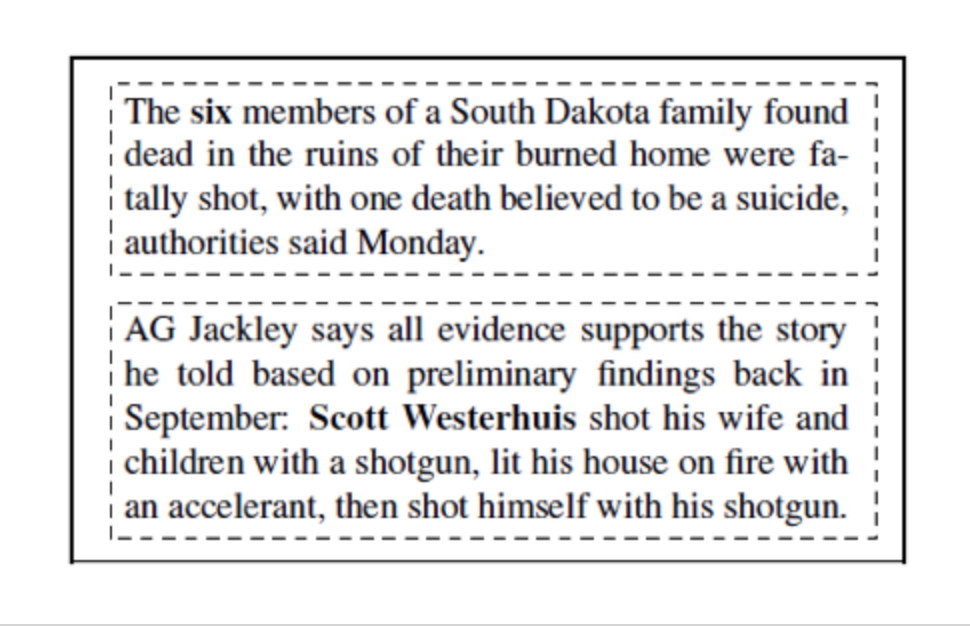 The six members of a South Dakota family found
dead in the ruins of their burned home were fa-
tally shot, with one death believed to be a suicide,
authorities said Monday.
AG Jackley says all evidence supports the story
he told based on preliminary findings back in
September: Scott Westerhuis shot his wife and
children with a shotgun, lit his house on fire with
an accelerant, then shot himself with his shotgun.